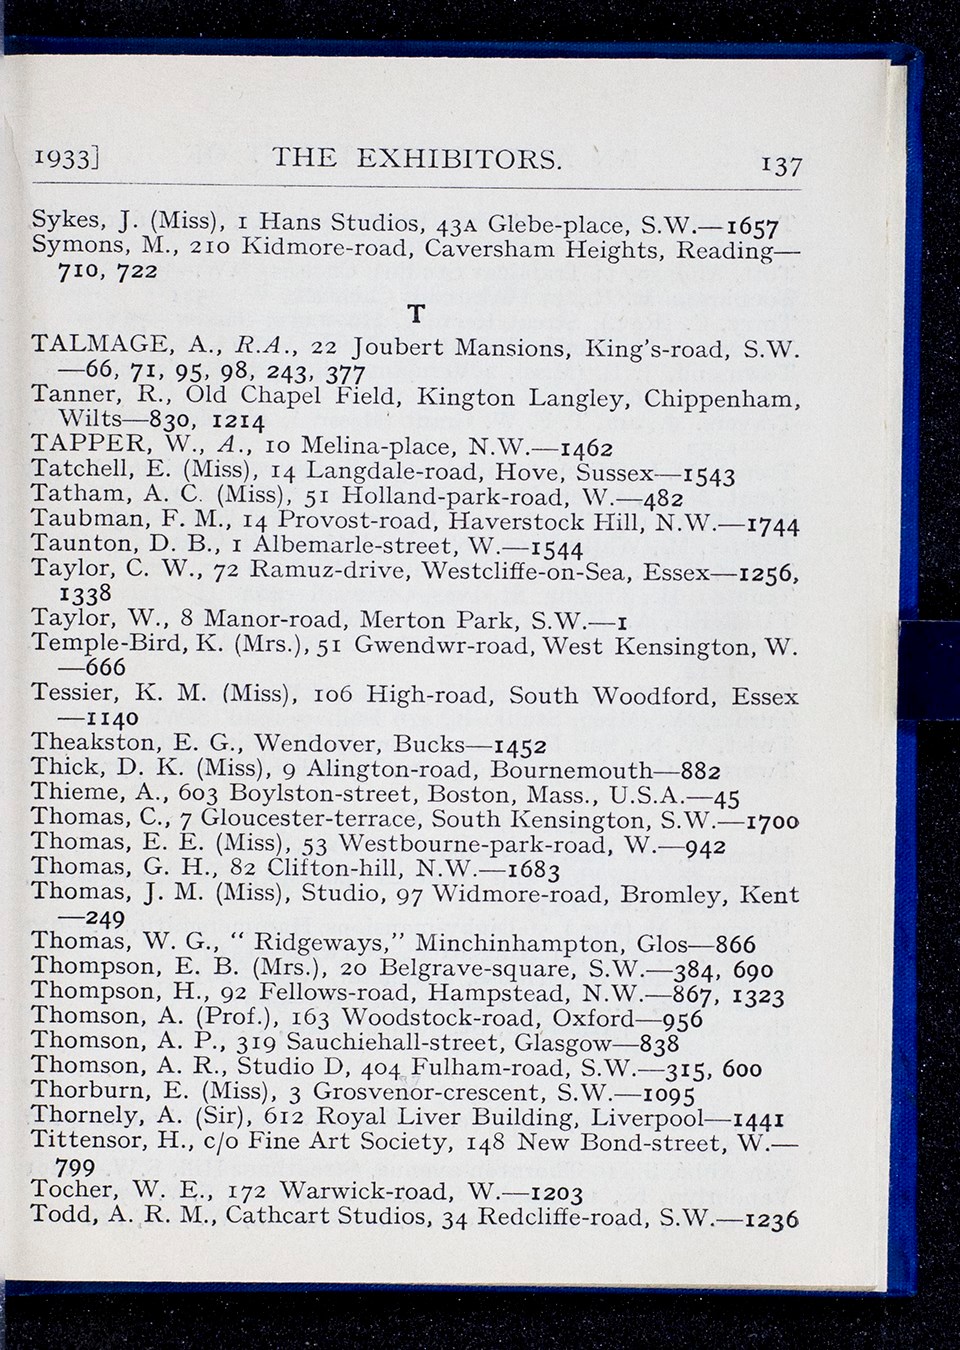 1933] THE EXHIBITORS. 137
Sykes, J. (Miss), 1 Hans Studios, 43A Glebe-place, S.W.—1657
Symons, M., 210 Kidmore-road, Caversham Heights, Reading—
710, 722
T
TALMAGE, A., R.A., 22 Joubert Mansions, King's-road, S.W.
—66, 71, 95, 98, 243, 377
Tanner, R., Old Chapel Field, Kington Langley, Chippenham,
Wilts—830, 1214
TAPPER, W., A., 10 Melina-place, N.W.—1462
Tatchell, E. (Miss), 14 Langdale-road, Hove, Sussex—1543
Tatham, A. C. (Miss), 51 Holland-park-road, W.—482
Taubman, F. M., 14 Provost-road, Haverstock Hill, N.W.—1744
Taunton, D. B., 1 Albemarle-street, W.—1544
Taylor, C. W., 72 Ramuz-drive, Westcliffe-on-Sea, Essex—1256,
1338
Taylor, W., 8 Manor-road, Merton Park, S.W.—1
Temple-Bird, K. (Mrs.), 51 Gwendwr-road, West Kensington, W.
—666
Tessier, K. M. (Miss), 106 High-road, South Woodford, Essex
—1140
Theakston, E. G., Wendover, Bucks—1452
Thick, D. K. (Miss), 9 Alington-road, Bournemouth—882
Thieme, A., 603 Boylston-street, Boston, Mass., U.S.A.—45
Thomas, C., 7 Gloucester-terrace, South Kensington, S.W.—1700
Thomas, E. E. (Miss), 53 Westbourne-park-road, W.—942
Thomas, G. H., 82 Clifton-hill, N.W.—1683
Thomas, J. M. (Miss), Studio, 97 Widmore-road, Bromley, Kent
—249
Thomas, W. G., “ Ridgeways,” Minchinhampton, Glos—866
Thompson, E. B. (Mrs.), 20 Belgrave-square, S.W.—384, 690
Thompson, H., 92 Fellows-road, Hampstead, N.W.—867, 1323
Thomson, A. (Prof.), 163 Woodstock-road, Oxford—956
Thomson, A. P., 319 Sauchiehall-street, Glasgow—838
Thomson, A. R., Studio D, 404 Fulham-road, S.W.—315, 600
Thorburn, E. (Miss), 3 Grosvenor-crescent, S.W.—1095
Thornely, A. (Sir), 612 Royal Liver Building, Liverpool—1441
Tittensor, H., c/o Fine Art Society, 148 New Bond-street, W.—
799
Tocher, W. E., 172 Warwick-road, W.—1203
Todd, A. R. M., Cathcart Studios, 34 Redcliffe-road, S.W.—1236